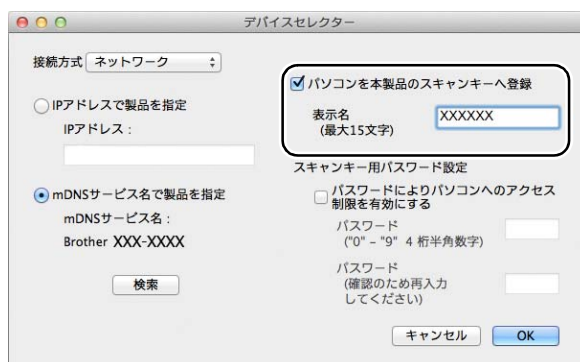 デバイスセレクター
接続方式 ネットワーク
IPアドレスで製品を指定
IPアドレス：
mDNSサービス名で製品を指定
mDNSサービス名：
Brother XXX-XXXX
検索
パソコンを本製品のスキャンキーへ登録
表示名 XXXXXX
(最大15文字)
スキャンキー用パスワード設定
パスワードによりパソコンへのアクセス
制限を有効にする
パスワード
("0" – "9" 4 桁半角数字)
パスワード
(確認のため再入力
してください)
キャンセル OK